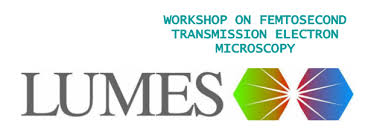 WORKSHOP ON FEMTOSECOND
TRANSMISSION ELECTRON
MICROSCOPY
LUMES